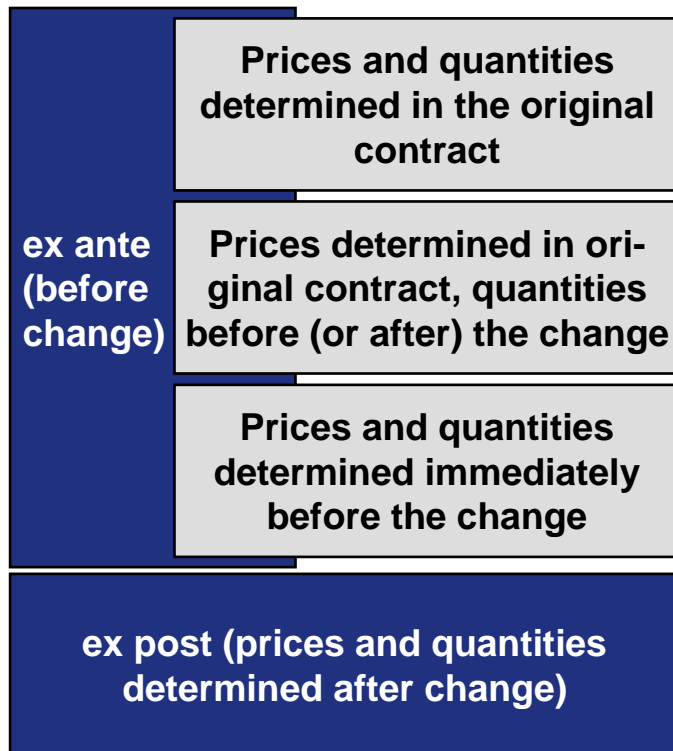 Prices and quantities
determined in the original
contract
ex ante
(before
change)
Prices determined in ori-
ginal contract, quantities
before (or after) the change
Prices and quantities
determined immediately
before the change
ex post (prices and quantities
determined after change)